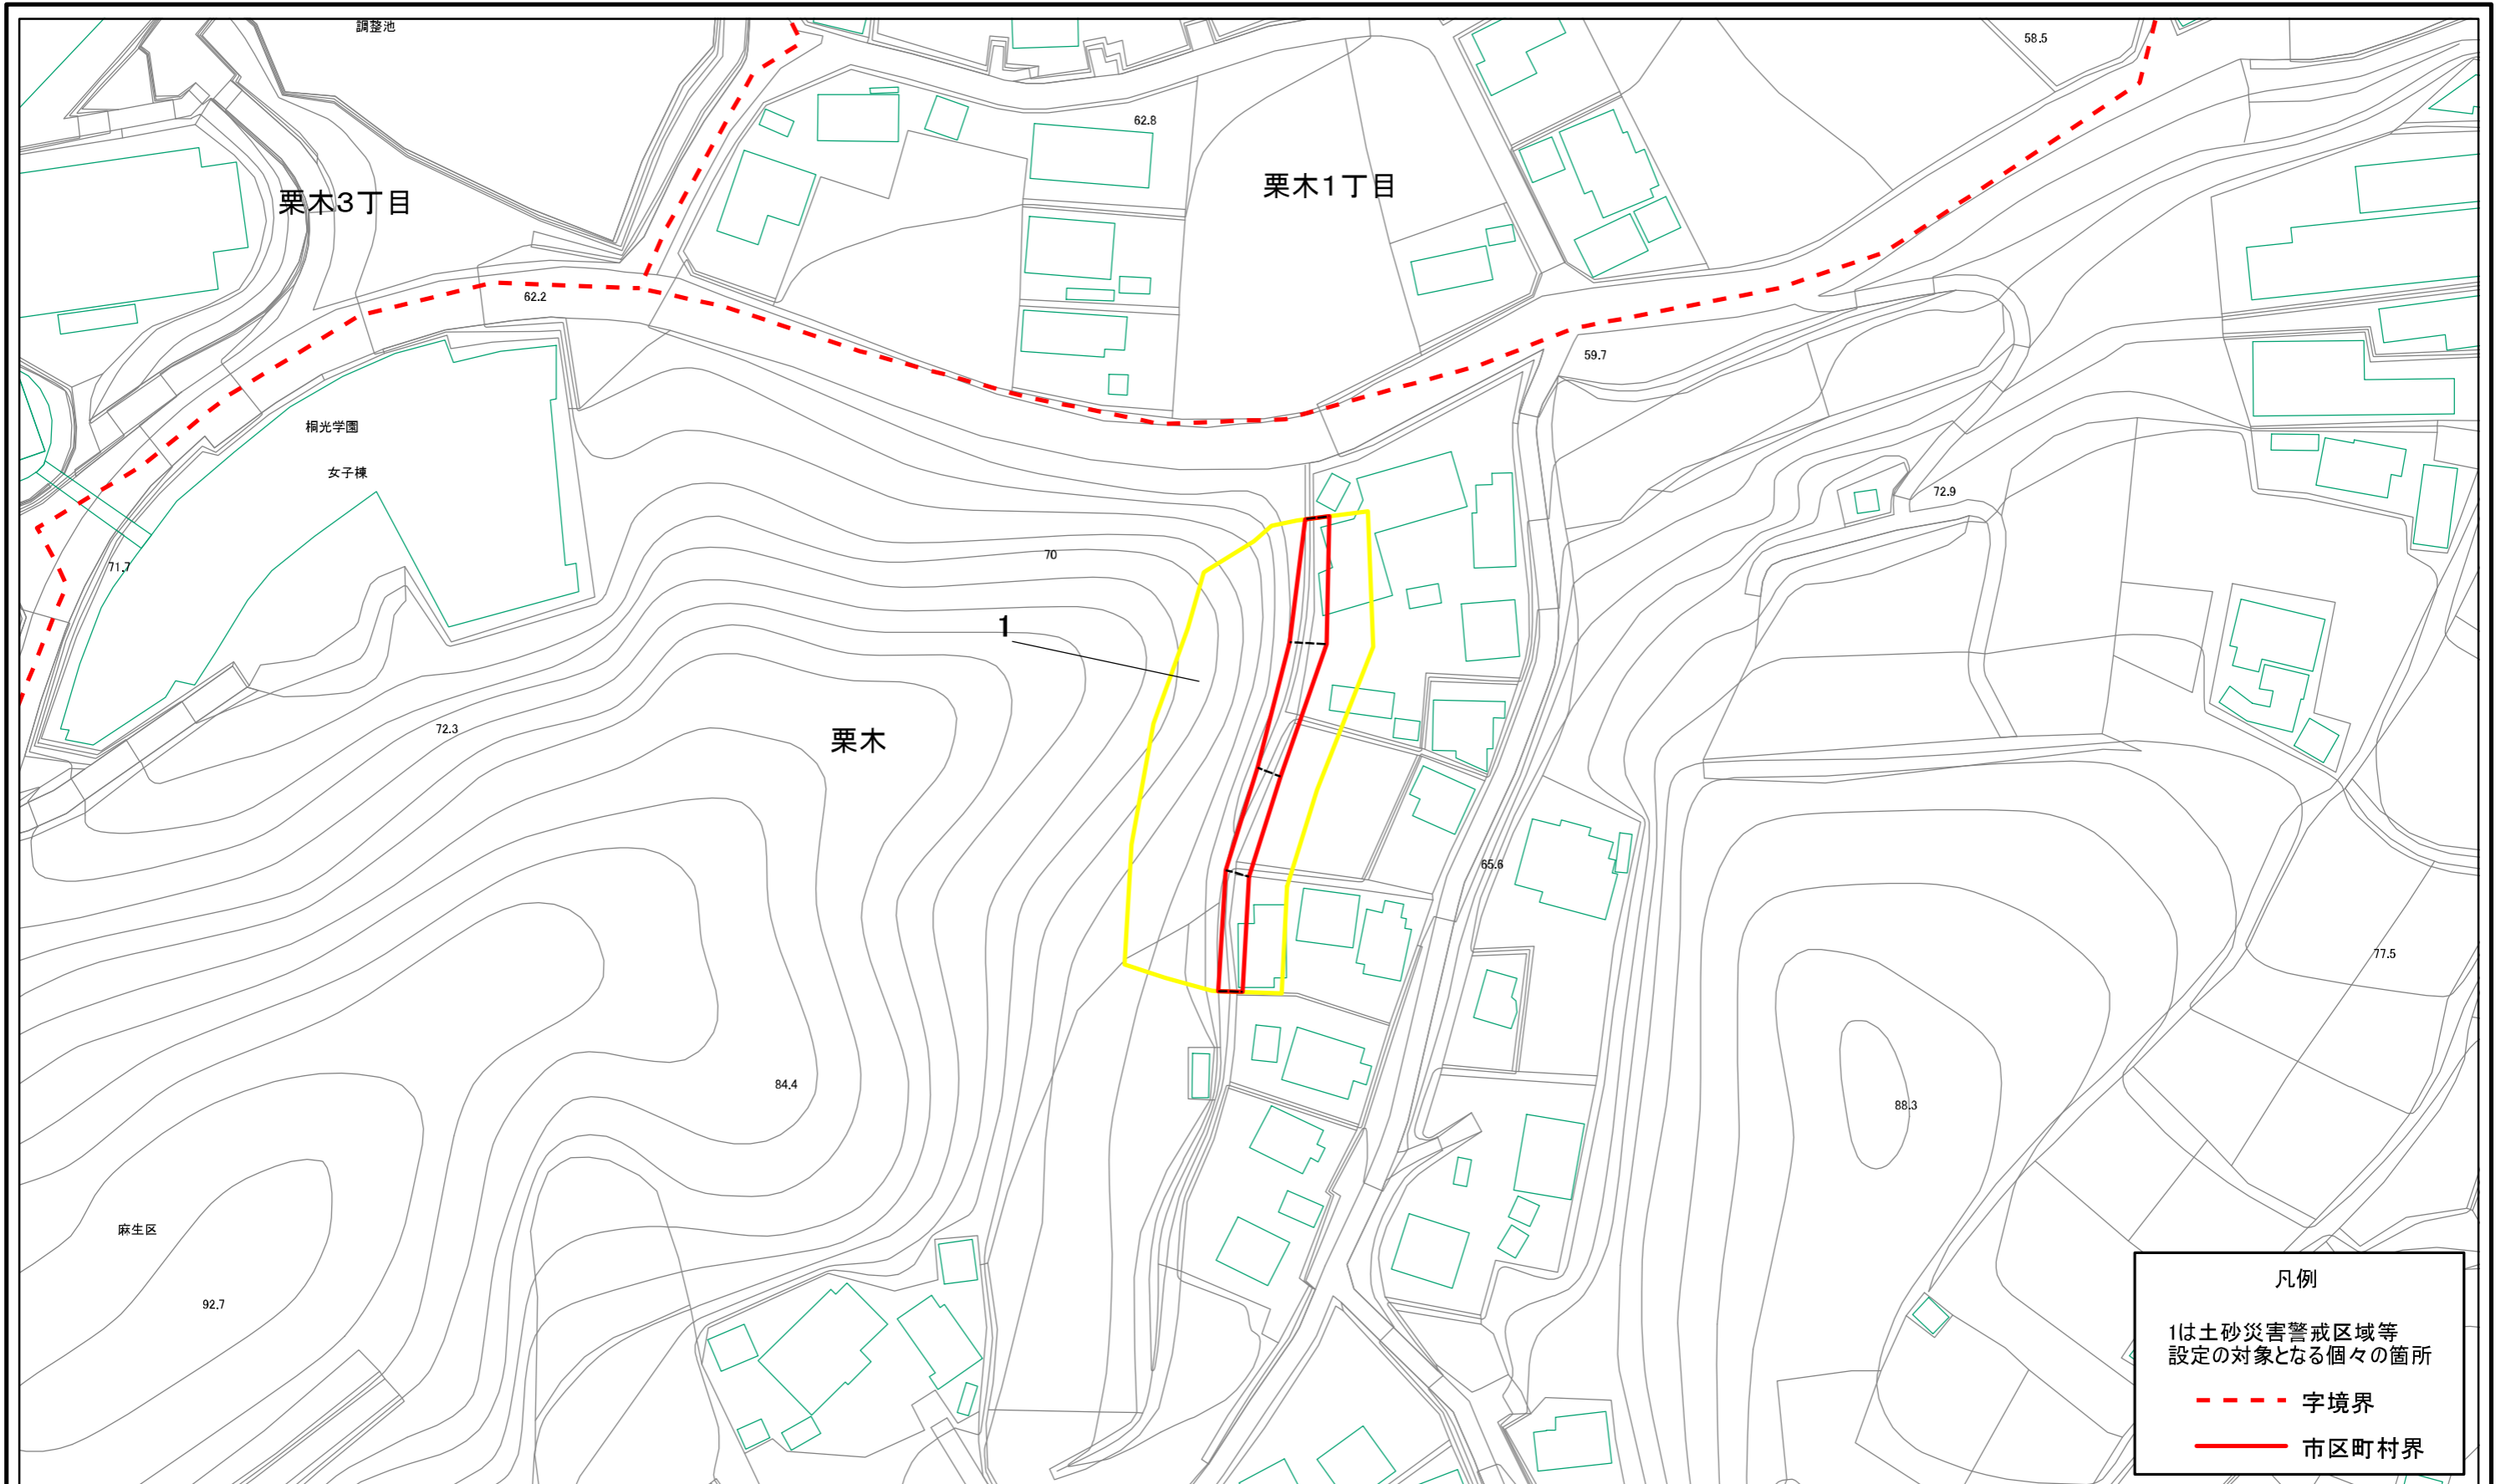 調整池
58.5
62.8
栗木3丁目
栗木1丁目
62.2
59.7
桐光学園
女子棟
72.9
70
71.7
1
72.3
栗木
65.6
77.5
84.4
88.3
麻生区
92.7
凡例
1は土砂災害警戒区域等
設定の対象となる個々の箇所
字境界
市区町村界